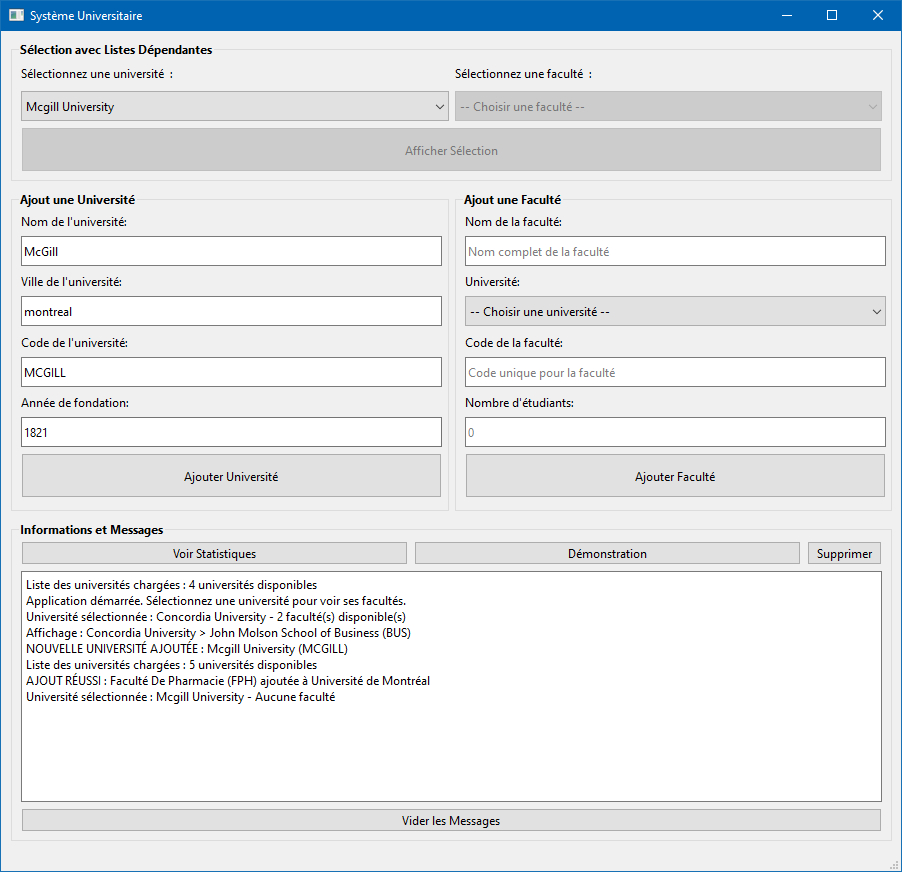 Système Universitaire
Sélection avec Listes Dépendantes
Sélectionnez une université :
Sélectionnez une faculté :
Mcgill University
-- Choisir une faculté --
Afficher Sélection
Ajout une Université
Ajout une Faculté
Nom de l'université:
Nom de la faculté:
McGill
Nom complet de la faculté
Ville de l'université:
Université:
montreal
-- Choisir une université --
Code de l'université:
Code de la faculté:
MCGILL
Code unique pour la faculté
Année de fondation:
Nombre d'étudiants:
1821
0
Ajouter Université
Ajouter Faculté
Informations et Messages
Voir Statistiques
Démonstration
Supprimer
Liste des universités chargées : 4 universités disponibles
Application démarrée. Sélectionnez une université pour voir ses facultés.
Université sélectionnée : Concordia University - 2 faculté(s) disponible(s)
Affichage : Concordia University > John Molson School of Business (BUS)
NOUVELLE UNIVERSITÉ AJOUTÉE : Mcgill University (MCGILL)
Liste des universités chargées : 5 universités disponibles
AJOUT RÉUSSI : Faculté De Pharmacie (FPH) ajoutée à Université de Montréal
Université sélectionnée : Mcgill University - Aucune faculté
Vider les Messages